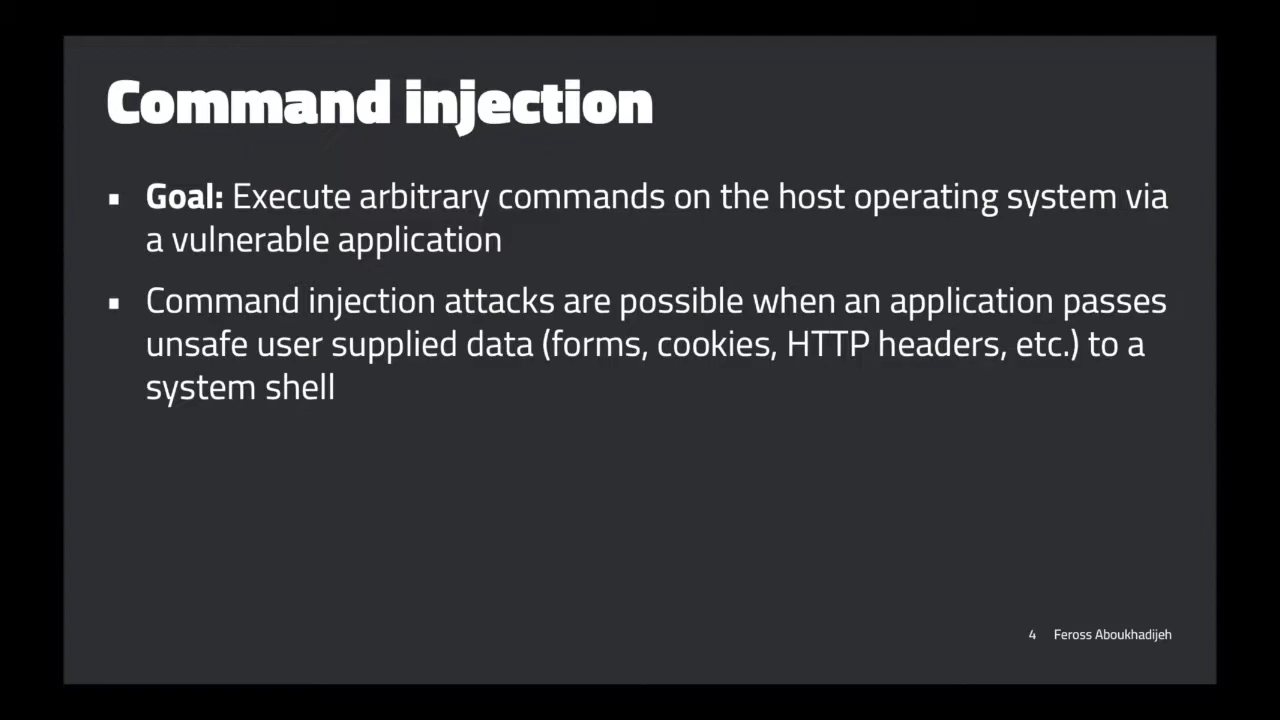 Command injection
▪ Goal: Execute arbitrary commands on the host operating system via
a vulnerable application
▪ Command injection attacks are possible when an application passes
unsafe user supplied data (forms, cookies, HTTP headers, etc.) to a
system shell
4 Feross Aboukhadijeh